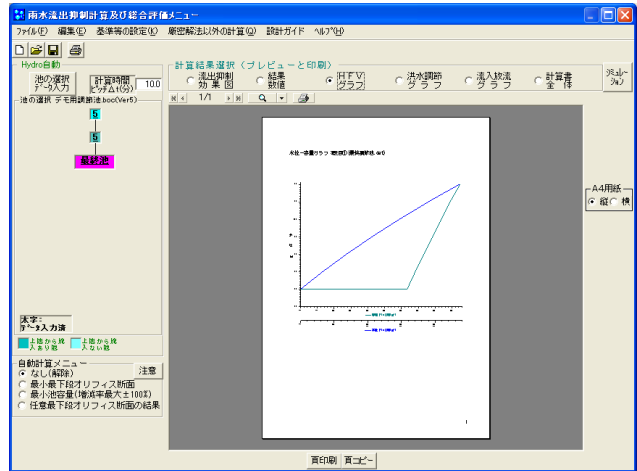 雨水流出抑制計算及び総合評価メニュー
ファイル(F) 編集(E) 基準等の設定(K) 厳密解法以外の計算(Q) 設計ガイド ヘルプ(H)
Hydro自動
池の選択
データ入力
計算時間
ピッチΔt(分)
10.0
池の選択 デモ用調節池.boc(Ver5)
5
5
最終池
太字:
データ入力済
上階から流入あり観
上階から流入ない観
自動計算メニュー
注意
なし(解除)
最小最下段オリフィス断面
最小池容量(増減率最大±100%)
任意最下段オリフィス断面の結果
計算結果選択(プレビューと印刷)
流出抑制
効果図
結果
数値
HFV
グラフ
洪水調節
グラフ
流入放流
グラフ
計算書
全体
シミュレー
ション
1/1
A4用紙
縦 横
1
頁印刷 頁コピー